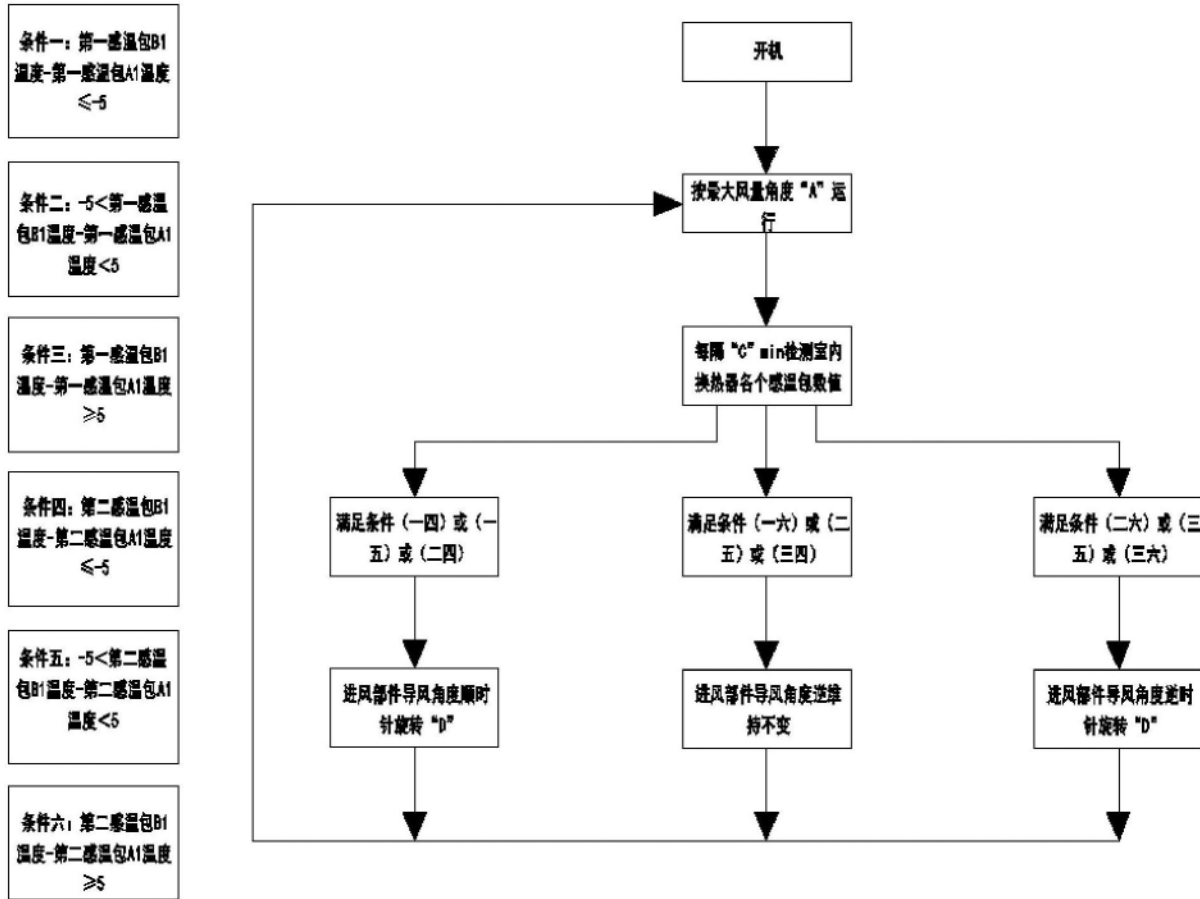 条件一：第一感温包B1
温度-第一感温包A1温度
≤-5
条件二：-5＜第一感温
包B1温度-第一感温包A1
温度＜5
条件三：第一感温包B1
温度-第一感温包A1温度
≥5
条件四：第二感温包B1
温度-第二感温包A1温度
≤-5
条件五：-5＜第二感温
包B1温度-第二感温包A1
温度＜5
条件六：第二感温包B1
温度-第二感温包A1温度
≥5
开机
按最大风量角度“A”运
行
每隔“C”min检测室内
换热器各个感温包数值
满足条件（一四）或（一
五）或（二四）
满足条件（一六）或（二
五）或（三四）
满足条件（二六）或（三
五）或（三六）
进风部件导风角度顺时
针旋转“D”
进风部件导风角度逆维
持不变
进风部件导风角度逆时
针旋转“D”